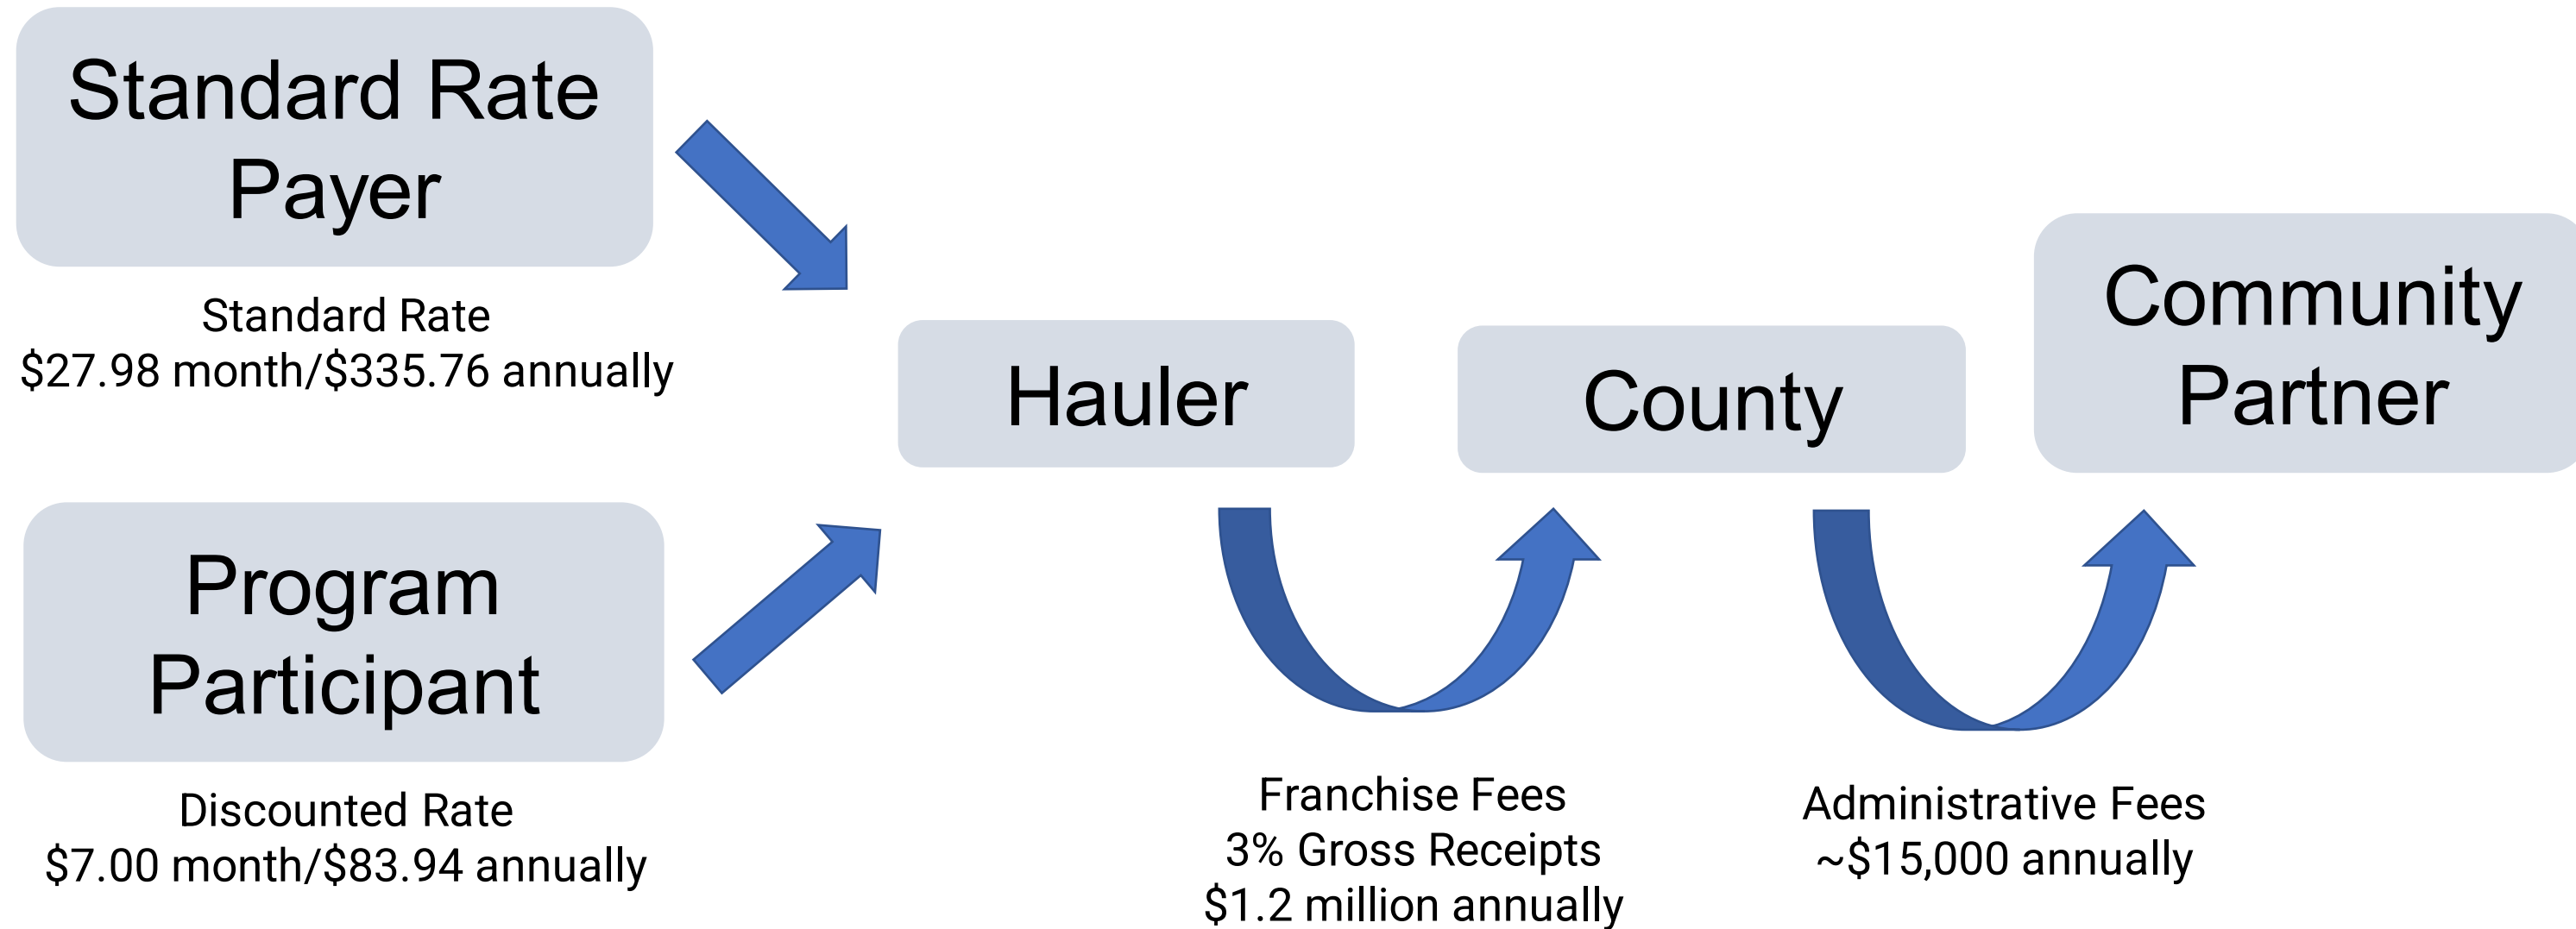 Standard Rate
Payer
Standard Rate
$27.98 month/$335.76 annually
Program
Participant
Discounted Rate
$7.00 month/$83.94 annually
Hauler
County
Community
Partner
Franchise Fees
3% Gross Receipts
$1.2 million annually
Administrative Fees
~$15,000 annually